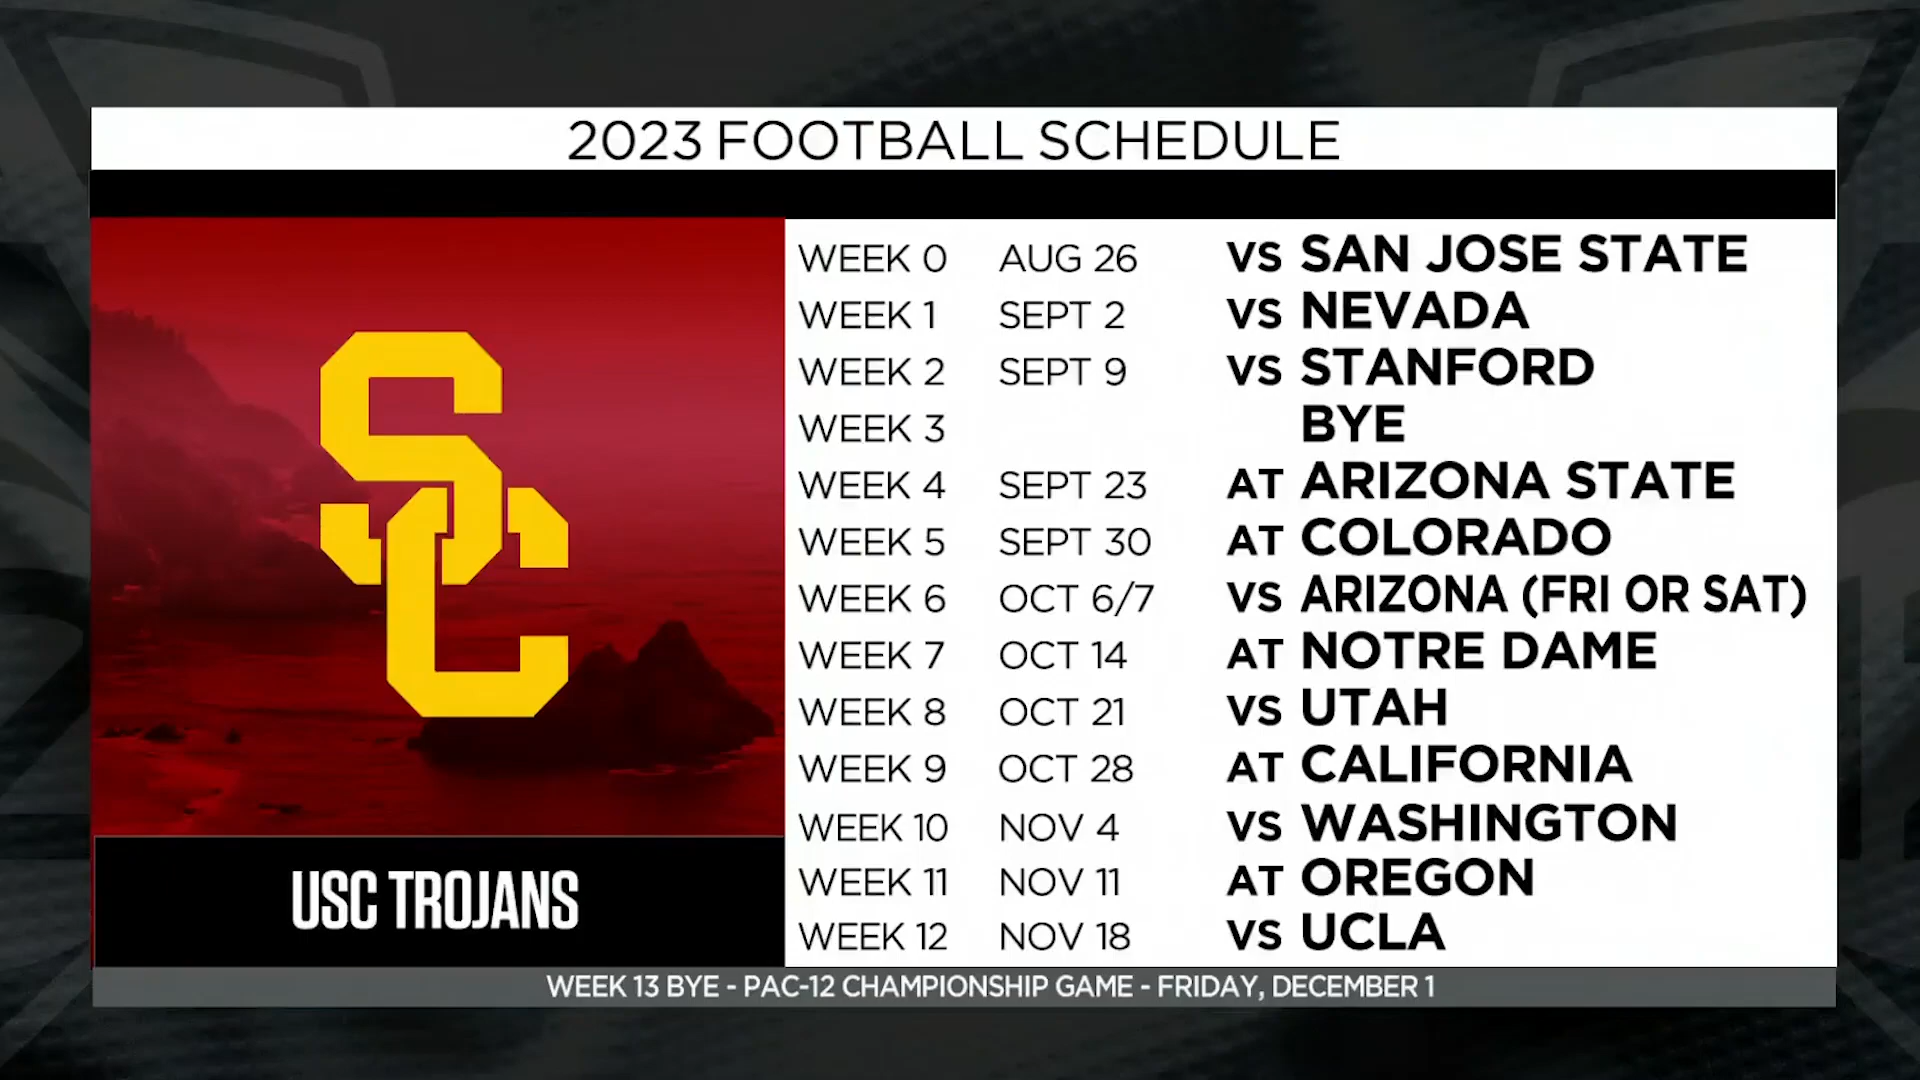 2023 FOOTBALL SCHEDULE
WEEK 0 AUG 26 VS SAN JOSE STATE
WEEK 1 SEPT 2 VS NEVADA
WEEK 2 SEPT 9 VS STANFORD
WEEK 3 BYE
WEEK 4 SEPT 23 AT ARIZONA STATE
WEEK 5 SEPT 30 AT COLORADO
WEEK 6 OCT 6/7 VS ARIZONA (FRI OR SAT)
WEEK 7 OCT 14 AT NOTRE DAME
WEEK 8 OCT 21 VS UTAH
WEEK 9 OCT 28 AT CALIFORNIA
WEEK 10 NOV 4 VS WASHINGTON
WEEK 11 NOV 11 AT OREGON
WEEK 12 NOV 18 VS UCLA
SC
USC TROJANS
WEEK 13 BYE - PAC-12 CHAMPIONSHIP GAME - FRIDAY, DECEMBER 1